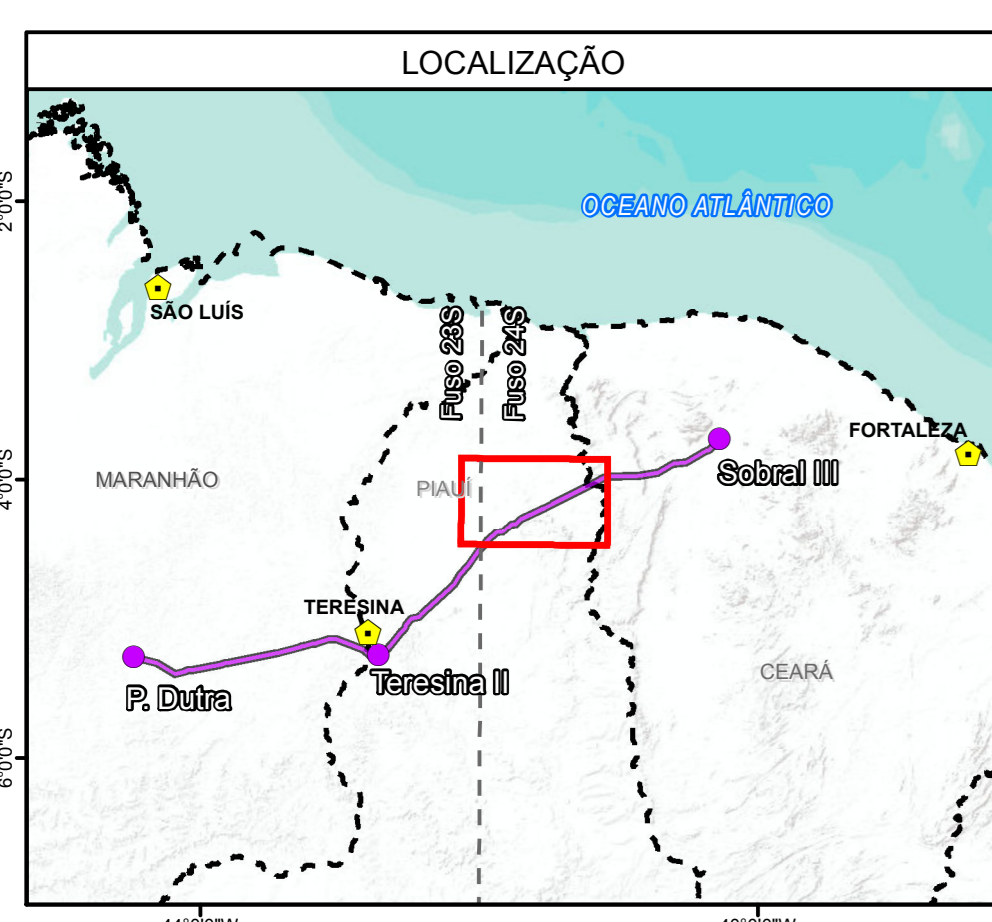 LOCALIZAÇÃO
2°0'0"S
OCEANO ATLÂNTICO
SÃO LUÍS
Fuso 23S
Fuso 24S
FORTALEZA
Sobral III
4°0'0"S
MARANHÃO
PIAUÍ
TERESINA
Teresina II
P. Dutra
CEARÁ
6°0'0"S